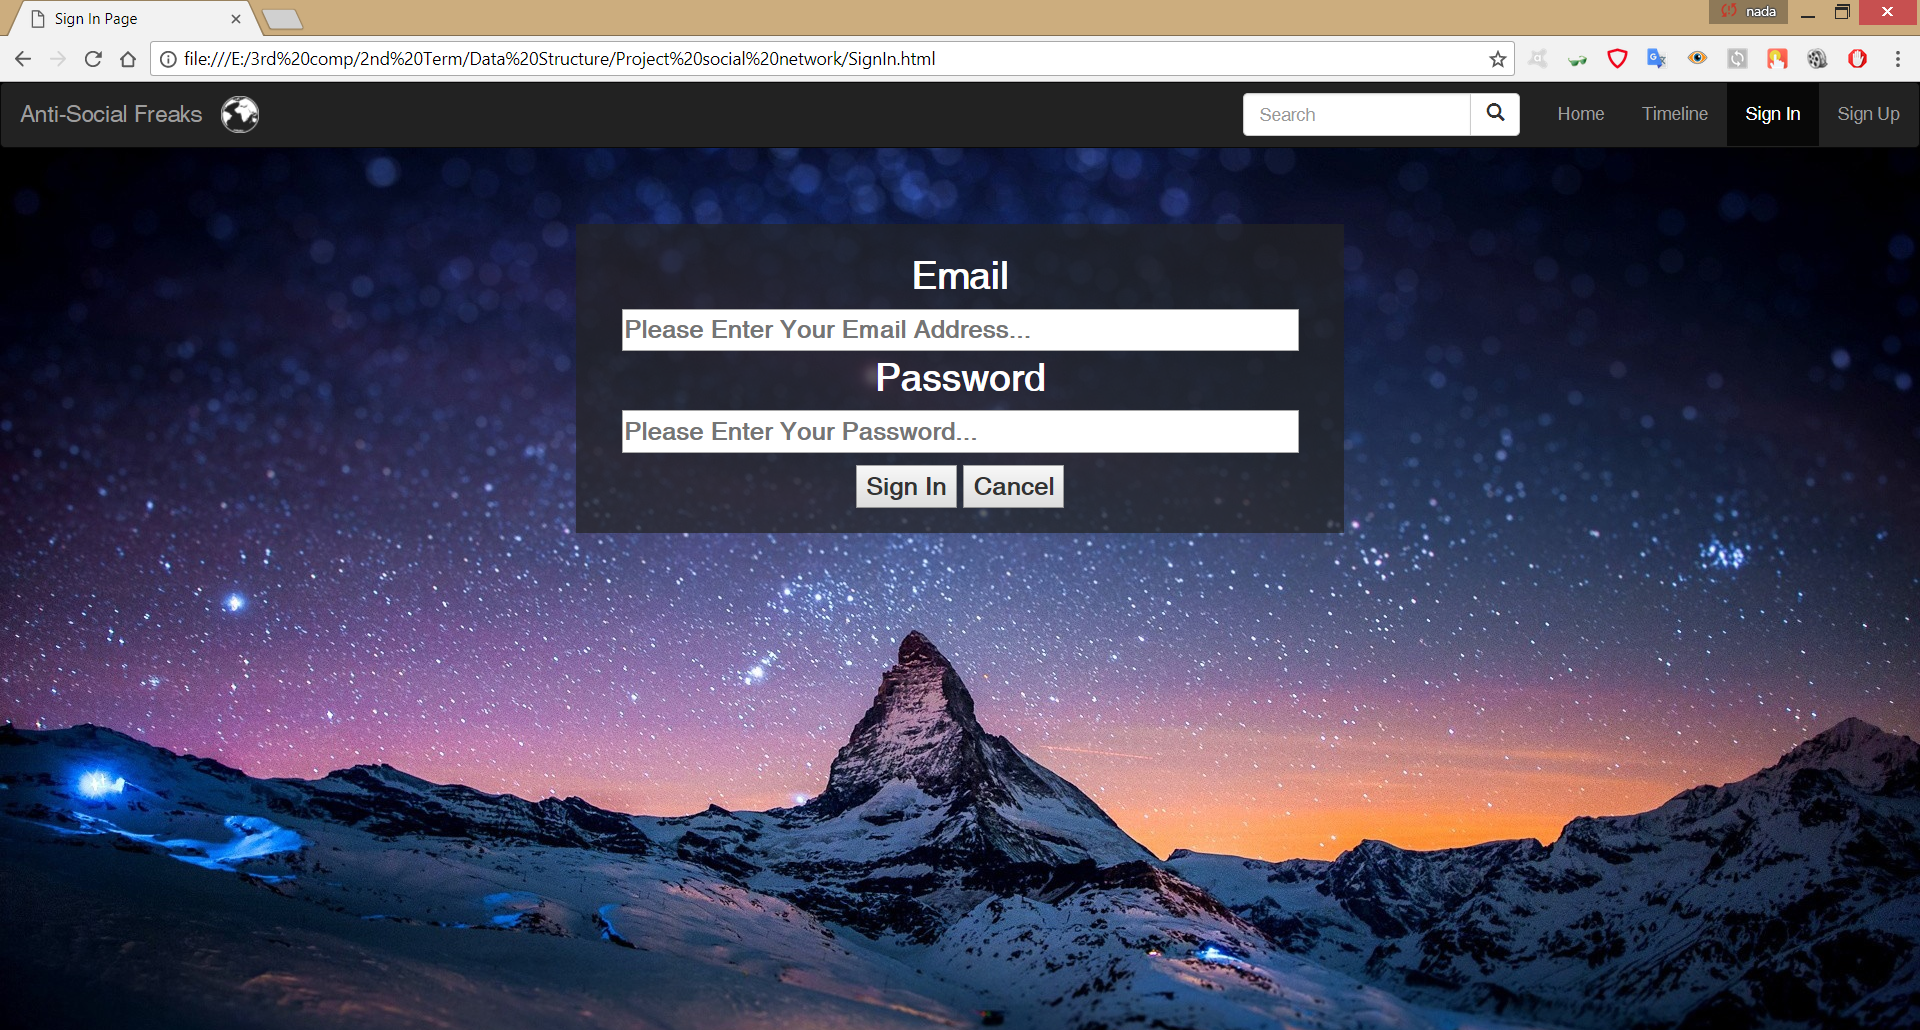 Sign In Page
nada
file:///E:/3rd%20comp/2nd%20Term/Data%20Structure/Project%20social%20network/SignIn.html
Anti-Social Freaks
Search
Home
Timeline
Sign In
Sign Up
Email
Please Enter Your Email Address...
Password
Please Enter Your Password...
Sign In
Cancel